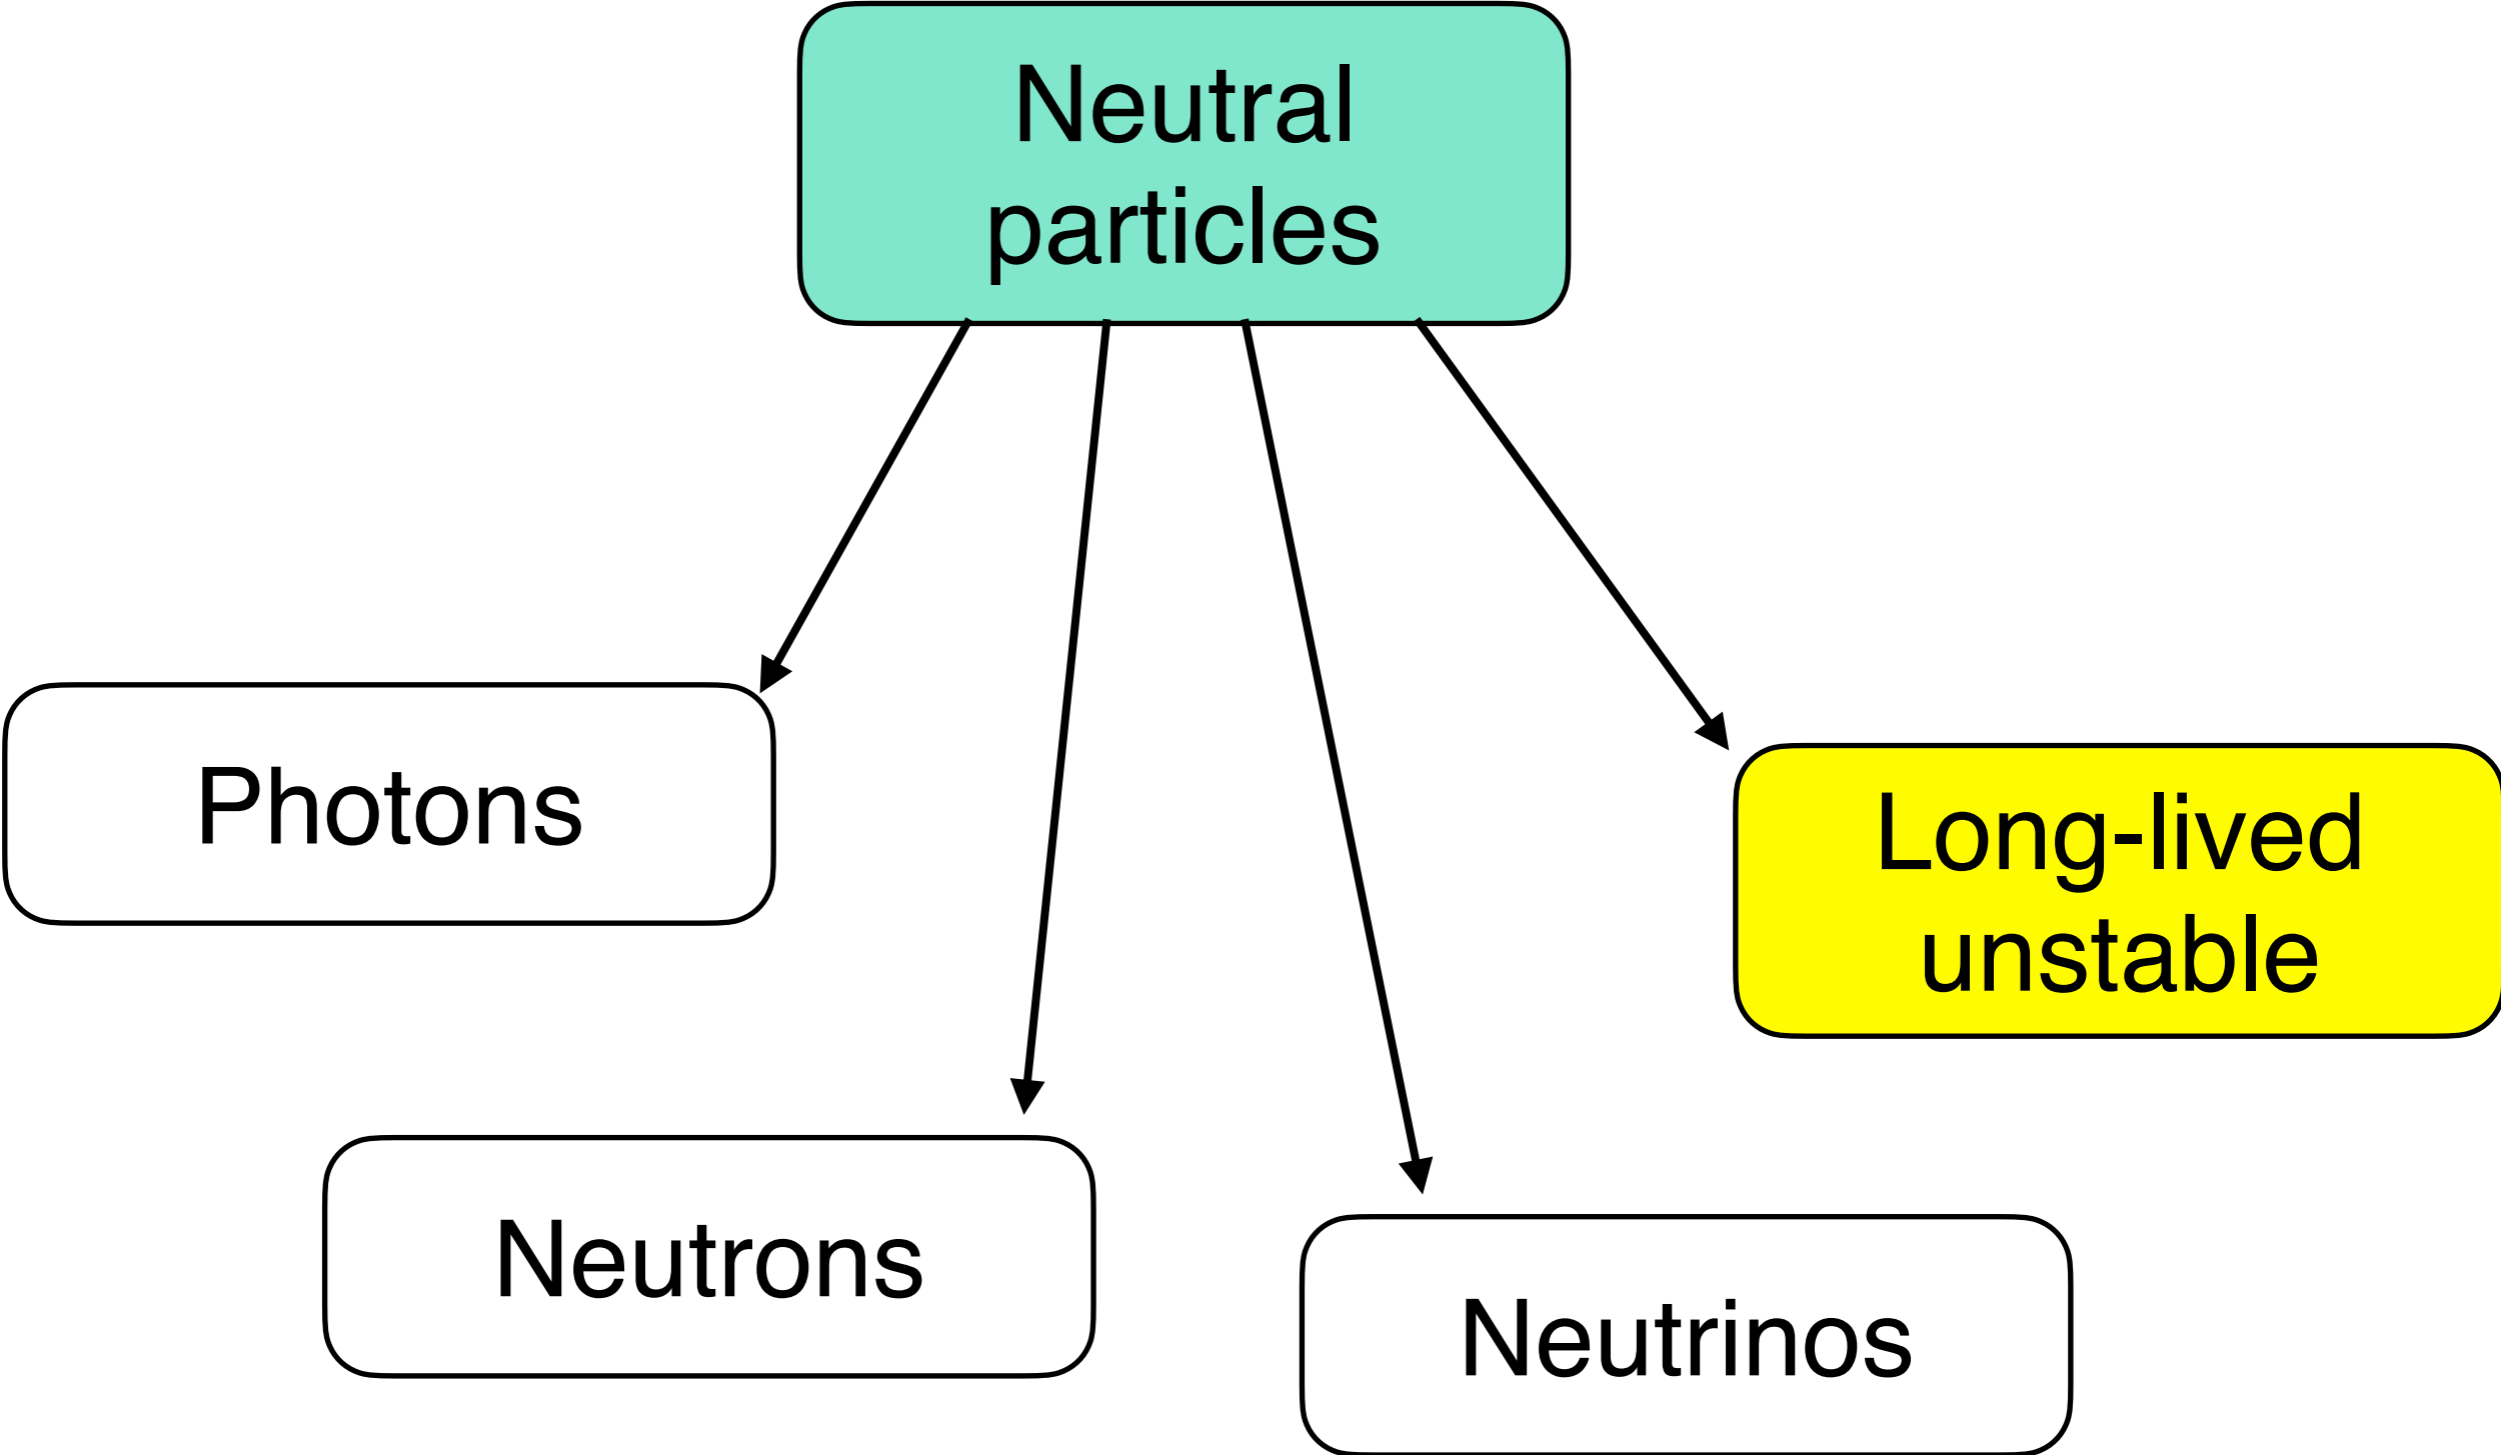 Neutral
particles
Photons
Long-lived
unstable
Neutrons
Neutrinos